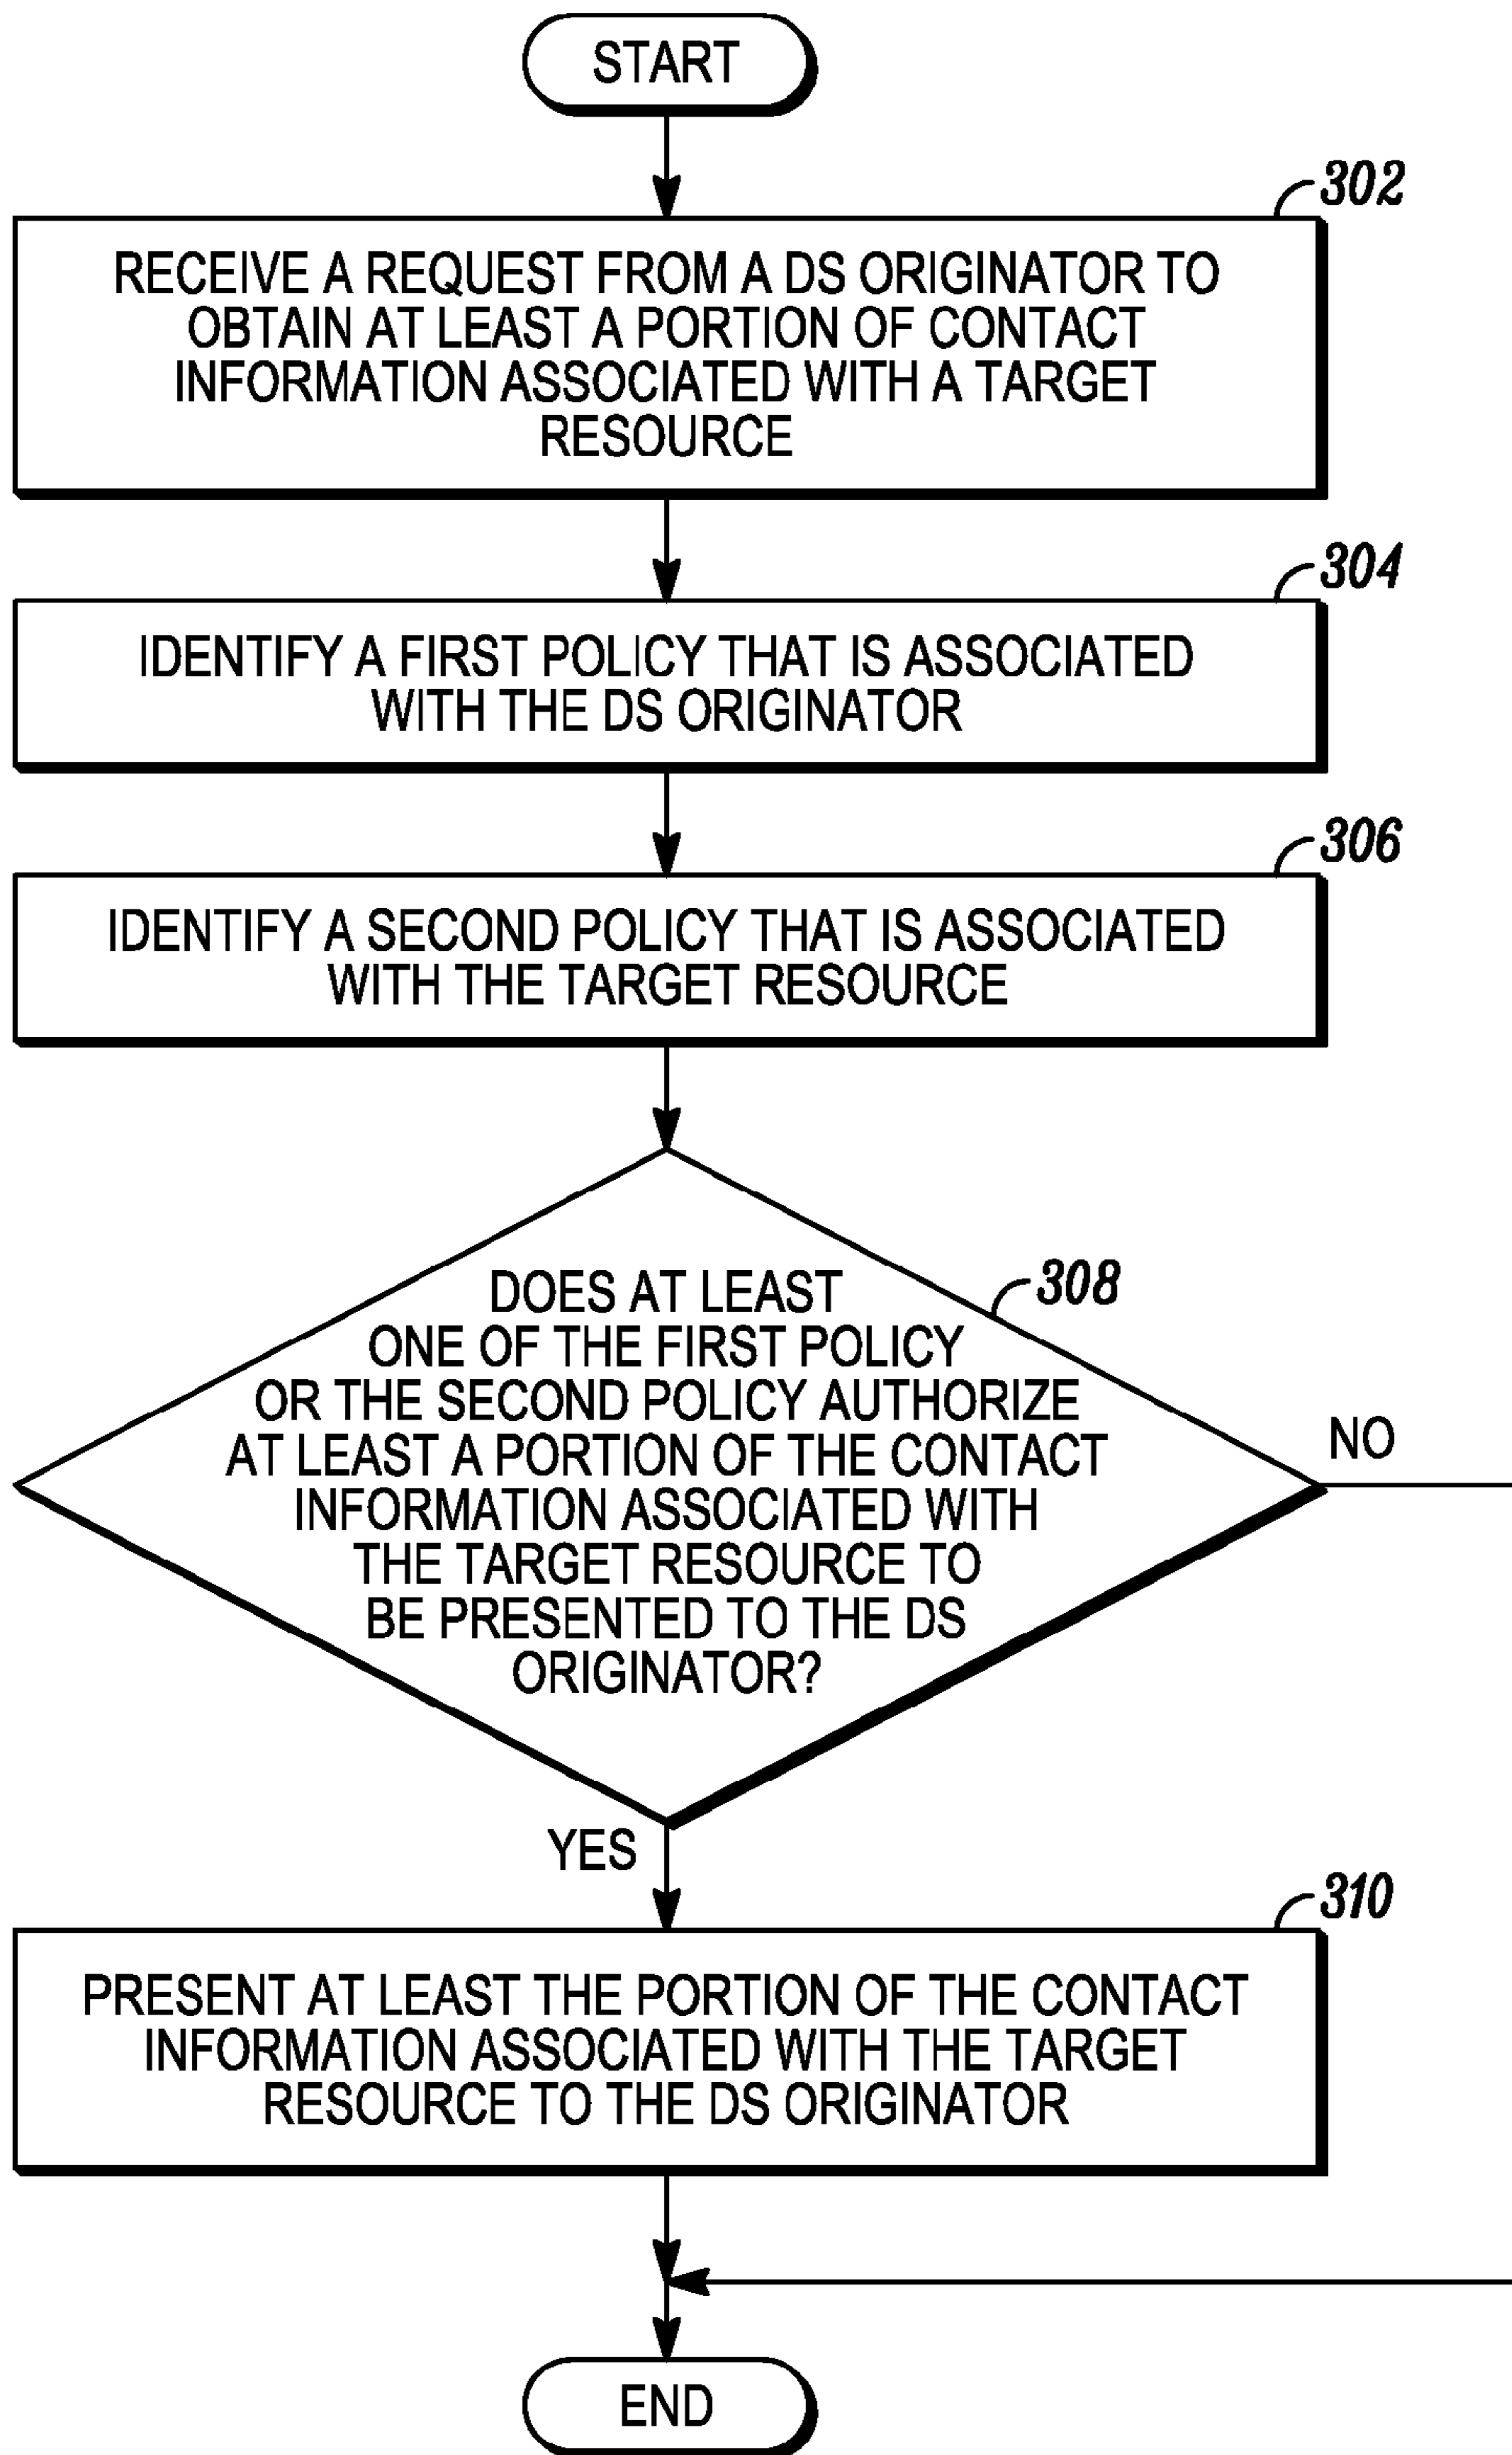 START
302
RECEIVE A REQUEST FROM A DS ORIGINATOR TO
OBTAIN AT LEAST A PORTION OF CONTACT
INFORMATION ASSOCIATED WITH A TARGET
RESOURCE
304
IDENTIFY A FIRST POLICY THAT IS ASSOCIATED
WITH THE DS ORIGINATOR
306
IDENTIFY A SECOND POLICY THAT IS ASSOCIATED
WITH THE TARGET RESOURCE
308
DOES AT LEAST
ONE OF THE FIRST POLICY
OR THE SECOND POLICY AUTHORIZE
AT LEAST A PORTION OF THE CONTACT
INFORMATION ASSOCIATED WITH
THE TARGET RESOURCE TO
BE PRESENTED TO THE DS
ORIGINATOR?
NO
YES
310
PRESENT AT LEAST THE PORTION OF THE CONTACT
INFORMATION ASSOCIATED WITH THE TARGET
RESOURCE TO THE DS ORIGINATOR
END